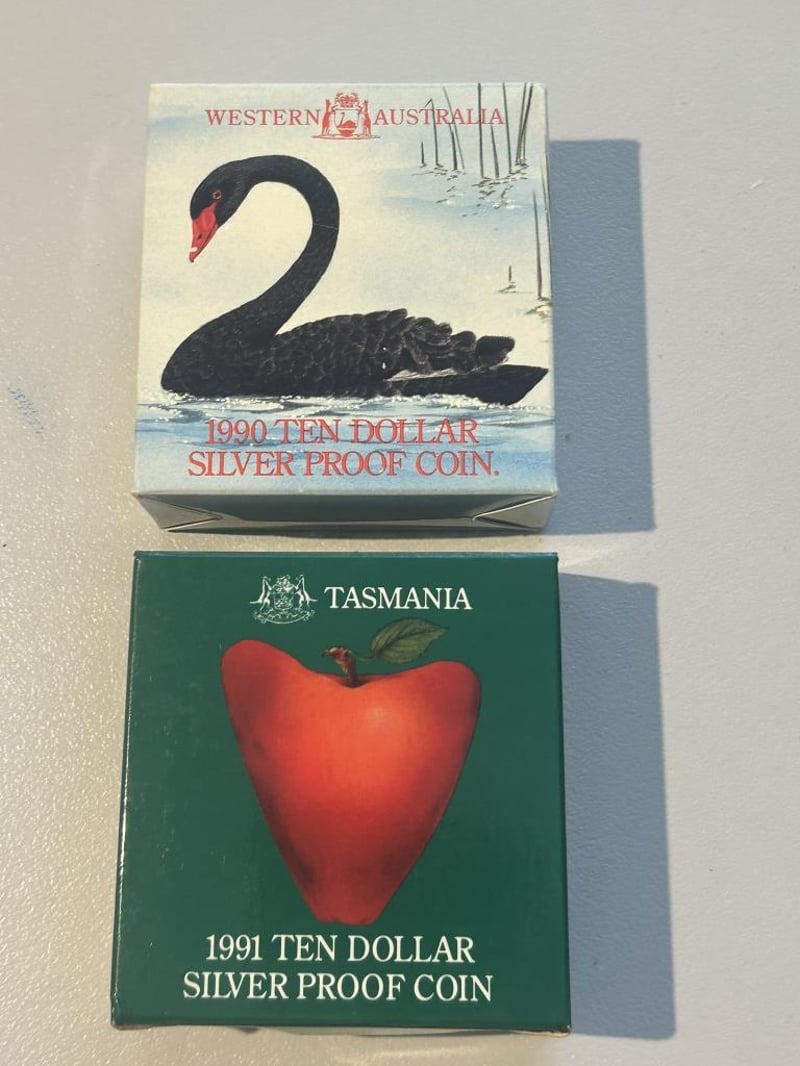 WESTERN AUSTRALIA
1990 TEN DOLLAR
SILVER PROOF COIN.
TASMANIA
1991 TEN DOLLAR
SILVER PROOF COIN